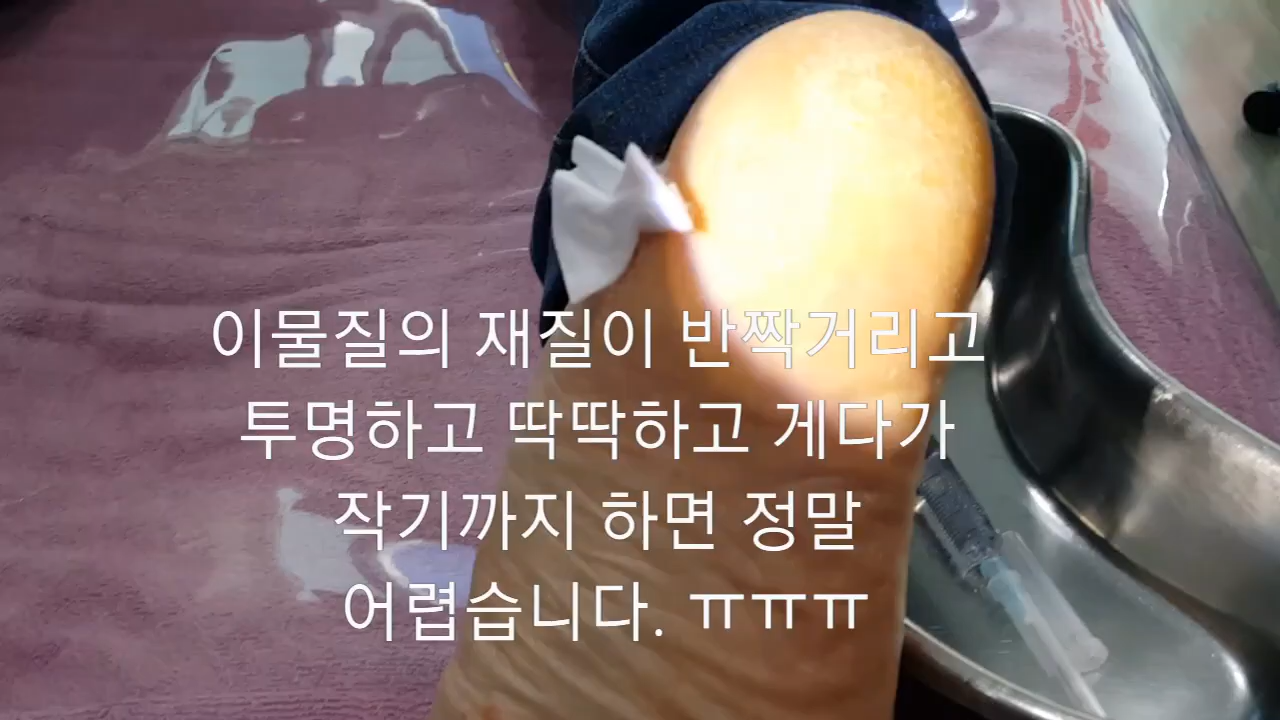 이물질의 재질이 반짝거리고
투명하고 딱딱하고 게다가
작기까지 하면 정말
어렵습니다. ㅠㅠㅠ